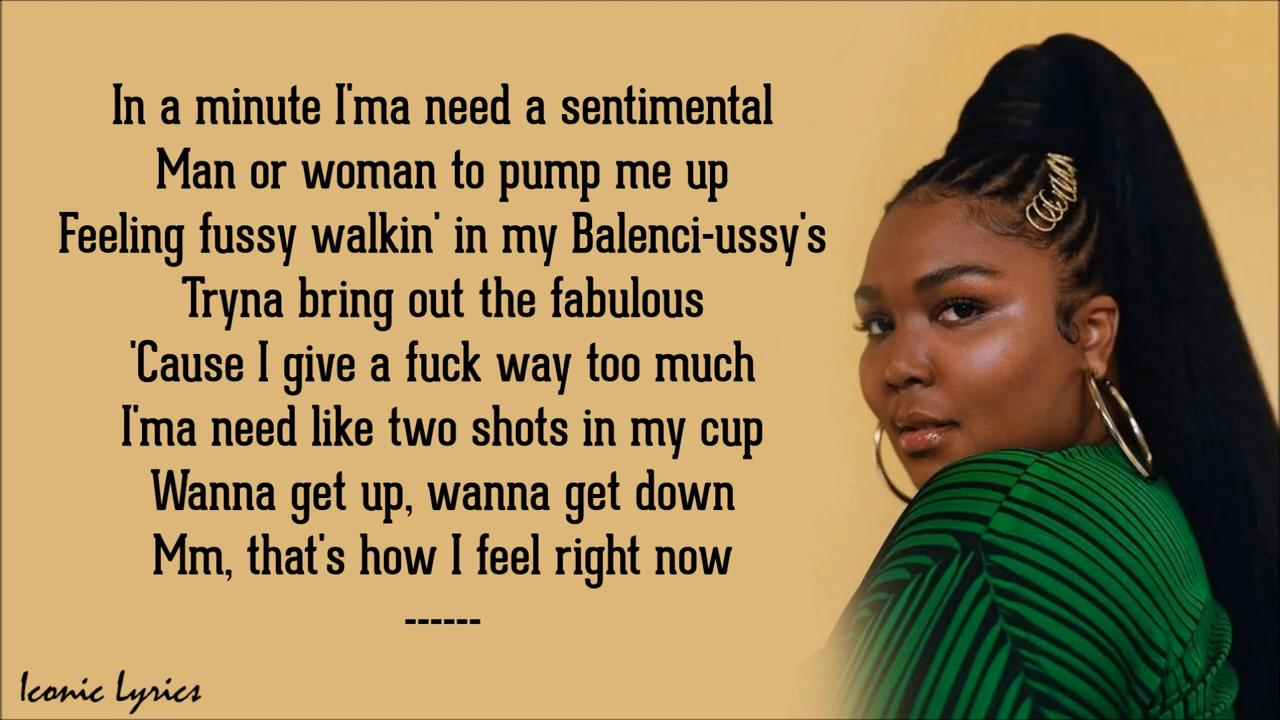 In a minute I'ma need a sentimental
Man or woman to pump me up
Feeling fussy walkin' in my Balenci-ussy's
Tryna bring out the fabulous
'Cause I give a fuck way too much
I'ma need like two shots in my cup
Wanna get up, wanna get down
Mm, that's how I feel right now
------
Iconic Lyrics